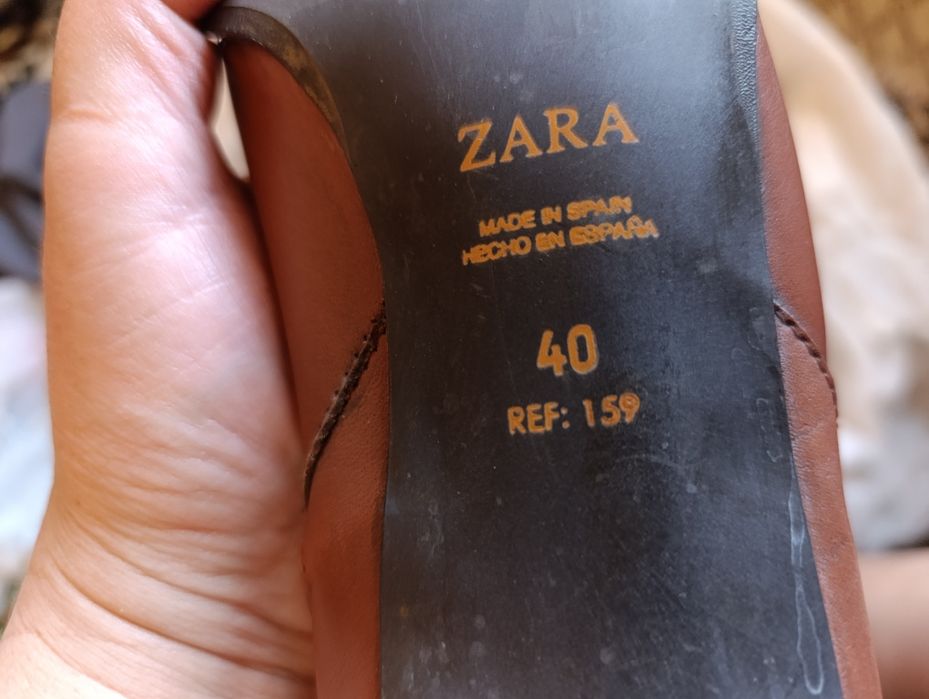 ZARA
MADE IN SPAIN
HECHO EN ESPAÑA
40
REF: 159